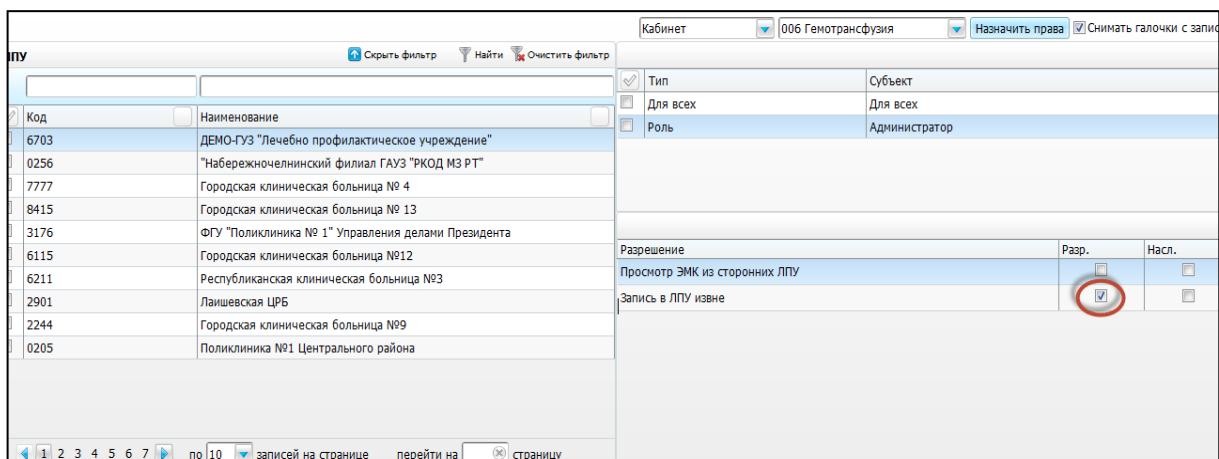 Кабинет 006 Гемотрансфузия Назначить права Снимать галочки с запис
ЛПУ Скрыть фильтр Найти Очистить фильтр
Тип Субъект
Для всех Для всех
Роль Администратор
Код Наименование
6703 ДЕМО-ГУЗ "Лечебно профилактическое учреждение"
0256 "Набережночелнинский филиал ГАУЗ "РКОД МЗ РТ"
7777 Городская клиническая больница № 4
8415 Городская клиническая больница № 13
3176 ФГУ "Поликлиника № 1" Управления делами Президента
6115 Городская клиническая больница №12
6211 Республиканская клиническая больница №3
2901 Лаишевская ЦРБ
2244 Городская клиническая больница №9
0205 Поликлиника №1 Центрального района
Разрешение Разр. Насл.
Просмотр ЭМК из сторонних ЛПУ
Запись в ЛПУ извне
1 2 3 4 5 6 7 по 10 записей на странице перейти на страницу